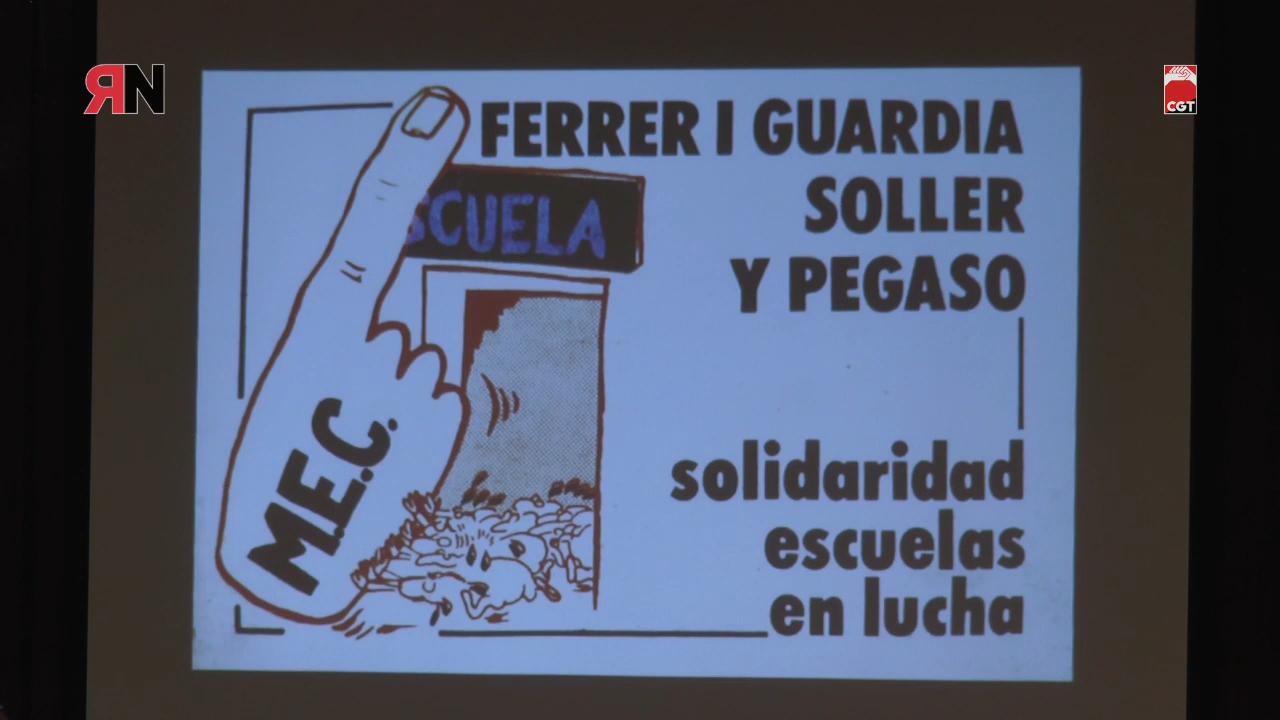 RN
CGT
FERRER I GUARDIA
SOLLER
Y PEGASO
SCUELA
M.E.C.
solidaridad
escuelas
en lucha